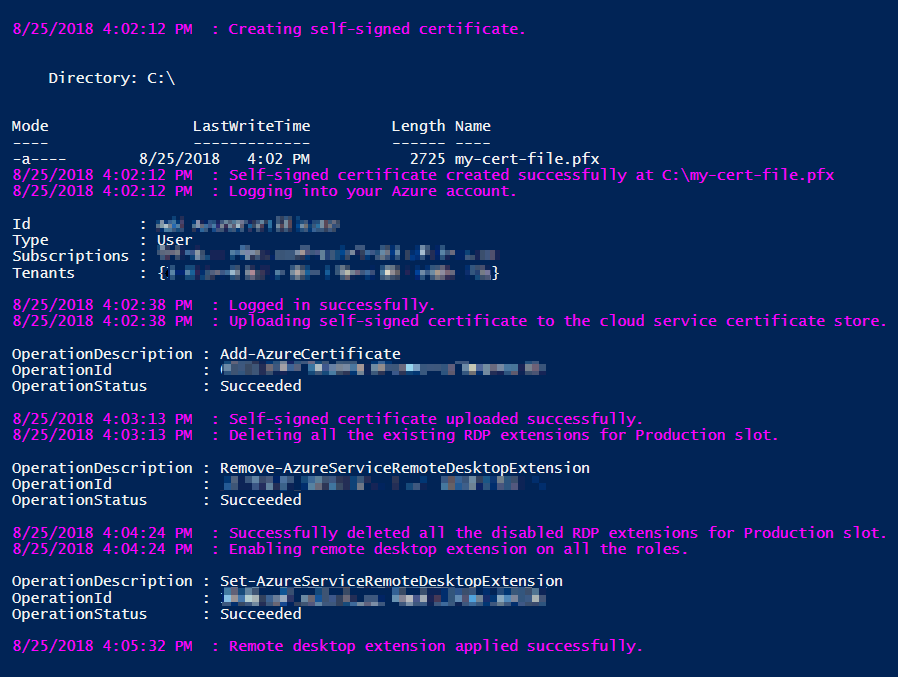 8/25/2018 4:02:12 PM  : Creating self-signed certificate.
Directory: C:\
Mode                LastWriteTime         Length Name
----                -------------         ------ ----
-a----        8/25/2018   4:02 PM           2725 my-cert-file.pfx
8/25/2018 4:02:12 PM  : Self-signed certificate created successfully at C:\my-cert-file.pfx
8/25/2018 4:02:12 PM  : Logging into your Azure account.
Id            :
Type          : User
Subscriptions :
Tenants       : {}
8/25/2018 4:02:38 PM  : Logged in successfully.
8/25/2018 4:02:38 PM  : Uploading self-signed certificate to the cloud service certificate store.
OperationDescription : Add-AzureCertificate
OperationId          :
OperationStatus      : Succeeded
8/25/2018 4:03:13 PM  : Self-signed certificate uploaded successfully.
8/25/2018 4:03:13 PM  : Deleting all the existing RDP extensions for Production slot.
OperationDescription : Remove-AzureServiceRemoteDesktopExtension
OperationId          :
OperationStatus      : Succeeded
8/25/2018 4:04:24 PM  : Successfully deleted all the disabled RDP extensions for Production slot.
8/25/2018 4:04:24 PM  : Enabling remote desktop extension on all the roles.
OperationDescription : Set-AzureServiceRemoteDesktopExtension
OperationId          :
OperationStatus      : Succeeded
8/25/2018 4:05:32 PM  : Remote desktop extension applied successfully.